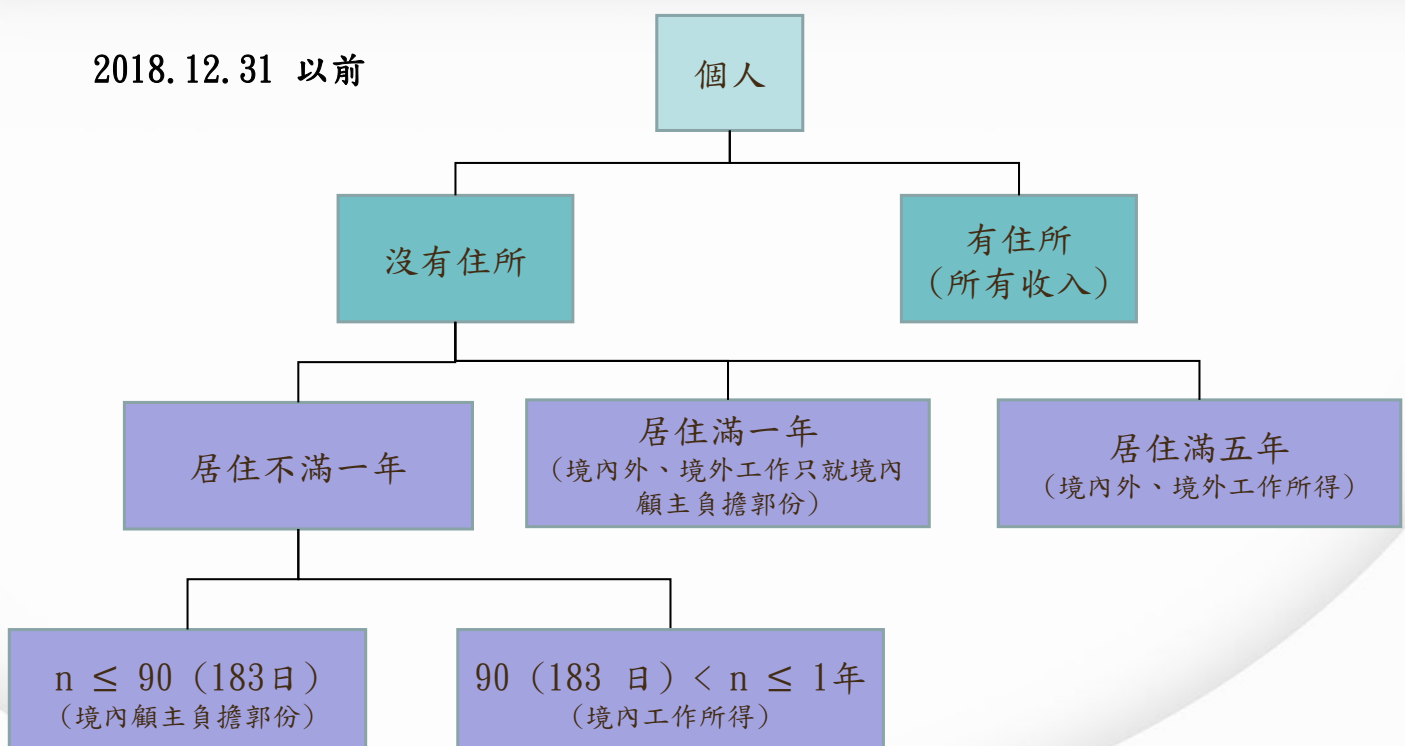 2018.12.31 以前
個人
沒有住所
有住所
(所有收入)
居住不滿一年
居住滿一年
(境內外、境外工作只就境內
顧主負擔郭份)
居住滿五年
(境內外、境外工作所得)
n ≤ 90 (183日)
(境內顧主負擔郭份)
90 (183 日) < n ≤ 1年
(境內工作所得)